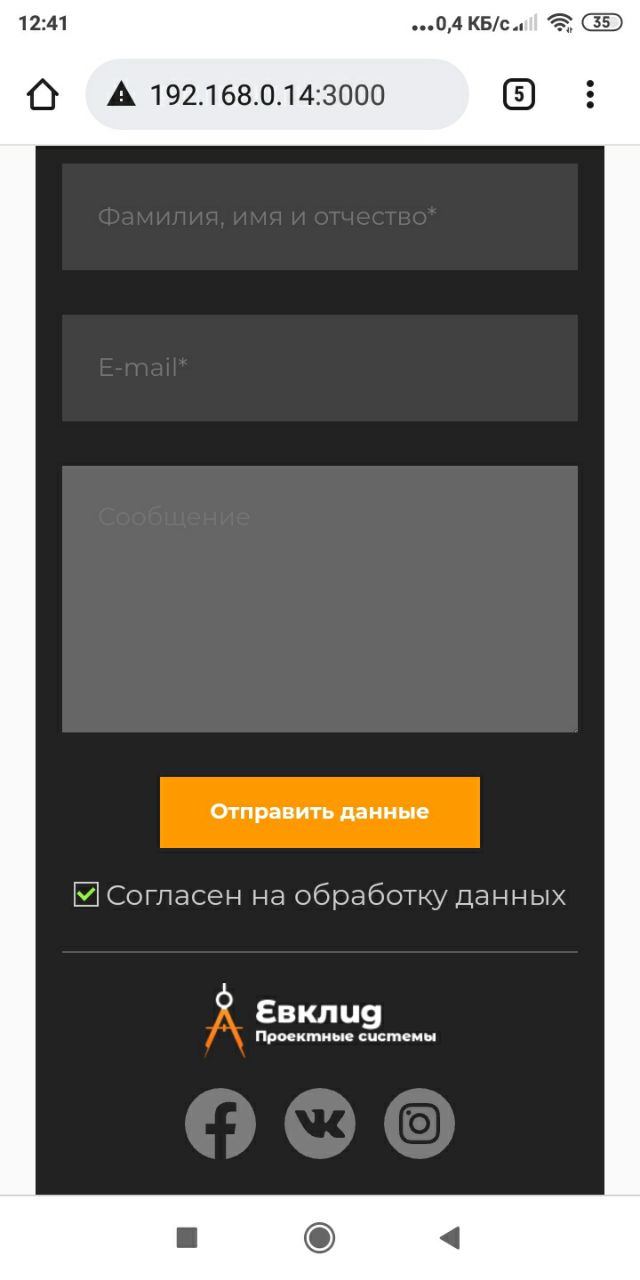 12:41
...0,4 КБ/с
35
192.168.0.14:3000
5
Фамилия, имя и отчество*
E-mail*
Сообщение
Отправить данные
Согласен на обработку данных
Евклид
Проектные системы